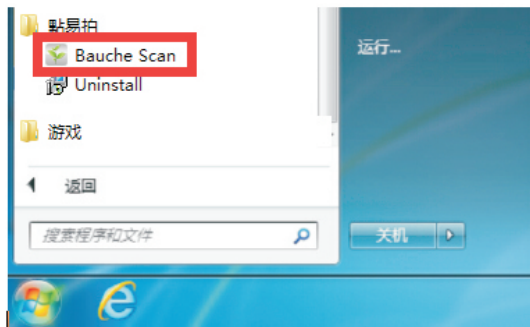 點易拍
运行...
Bauche Scan
Uninstall
游戏
返回
搜索程序和文件
关机